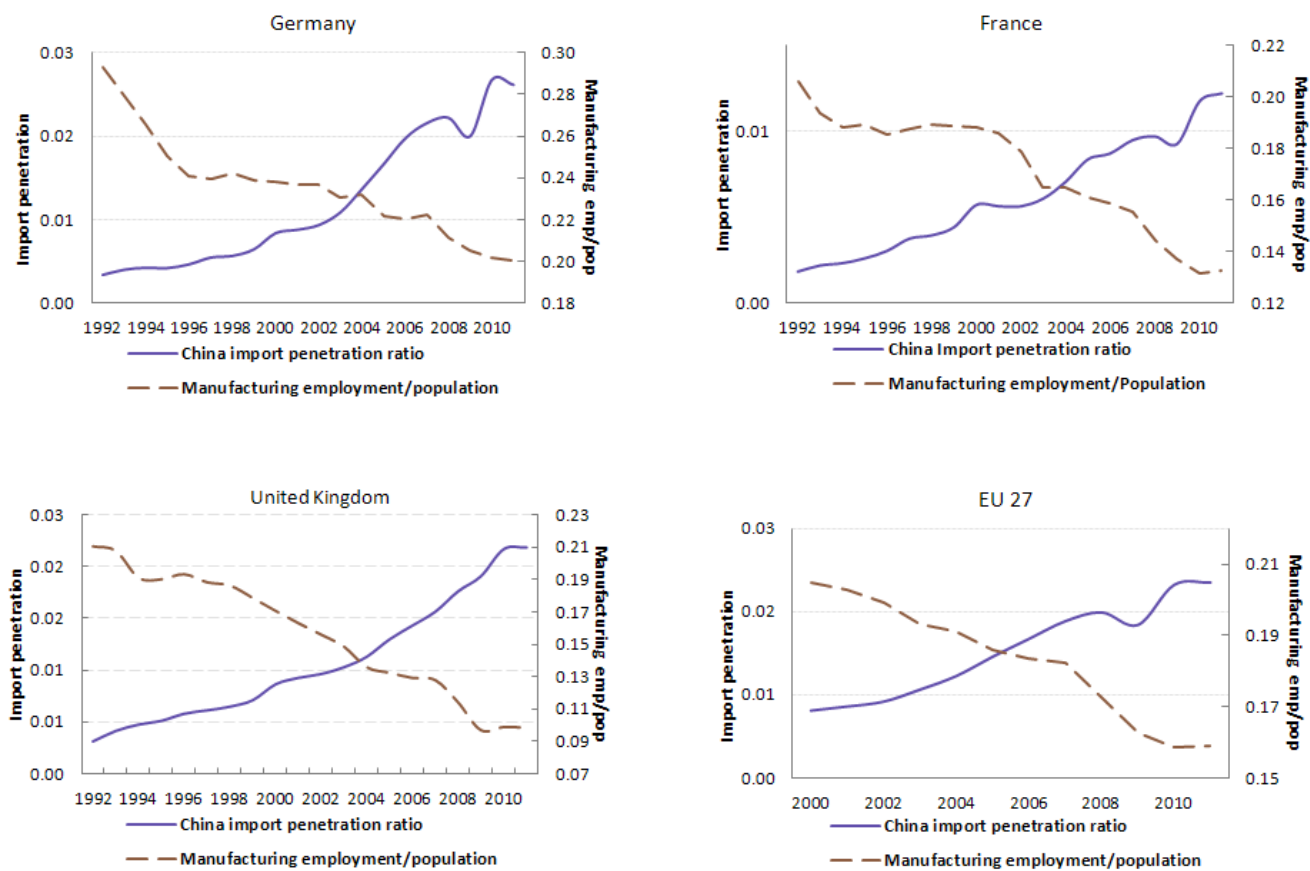 Germany
Import penetration
0.03
0.02
0.01
0.00
0.30
0.28
0.26
0.24
0.22
0.20
0.18
Manufacturing emp/pop
1992 1994 1996 1998 2000 2002 2004 2006 2008 2010
China import penetration ratio
Manufacturing employment/population
France
Import penetration
0.01
0.00
0.22
0.20
0.18
0.16
0.14
0.12
Manufacturing emp/pop
1992 1994 1996 1998 2000 2002 2004 2006 2008 2010
China Import penetration ratio
Manufacturing employment/Population
United Kingdom
Import penetration
0.03
0.02
0.02
0.01
0.01
0.00
0.23
0.21
0.19
0.17
0.15
0.13
0.11
0.09
0.07
Manufacturing emp/pop
1992 1994 1996 1998 2000 2002 2004 2006 2008 2010
China import penetration ratio
Manufacturing employment/population
EU 27
Import penetration
0.03
0.02
0.01
0.00
0.21
0.19
0.17
0.15
Manufacturing emp/pop
2000 2002 2004 2006 2008 2010
China import penetration ratio
Manufacturing employment/population